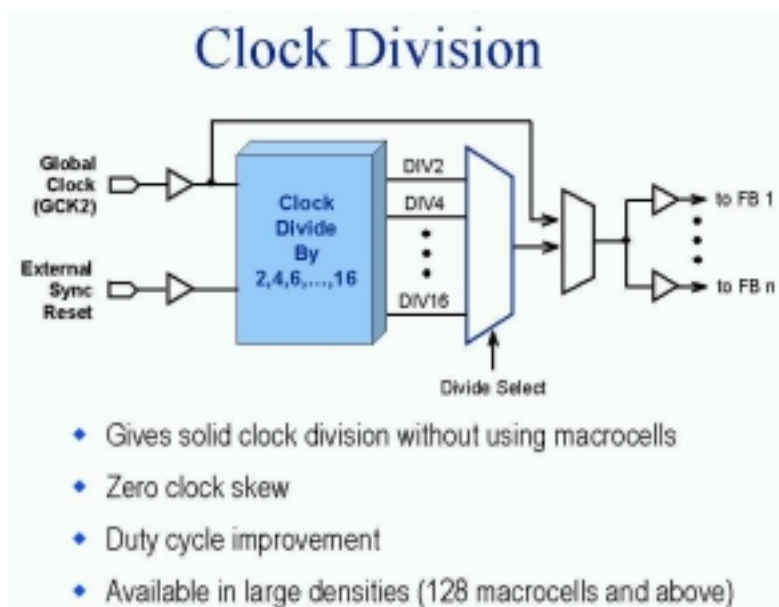 Clock Division
Global
Clock
(GCK2)
External
Sync
Reset
Clock
Divide
By
2,4,6,...,16
DIV2
DIV4
DIV16
Divide Select
to FB 1
to FB n
Gives solid clock division without using macrocells
Zero clock skew
Duty cycle improvement
Available in large densities (128 macrocells and above)